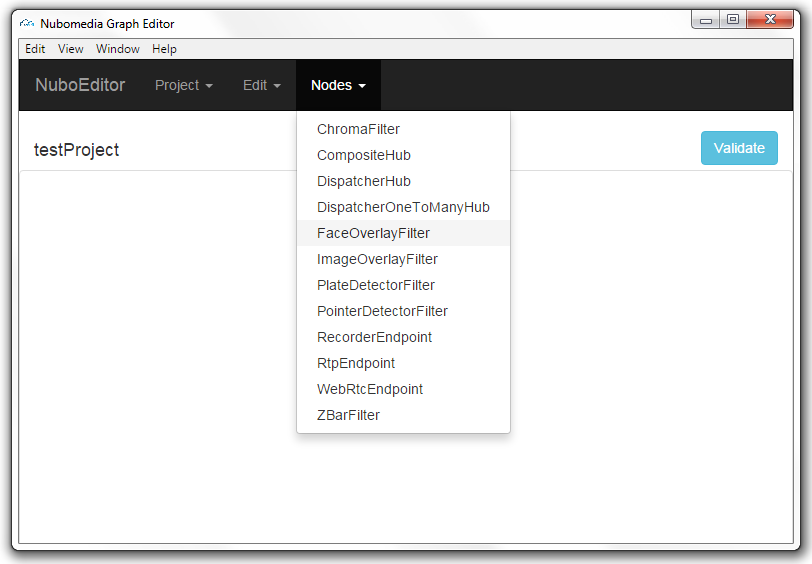 Nubomedia Graph Editor
Edit View Window Help
NuboEditor Project Edit Nodes
testProject Validate
ChromaFilter
CompositeHub
DispatcherHub
DispatcherOneToManyHub
FaceOverlayFilter
ImageOverlayFilter
PlateDetectorFilter
PointerDetectorFilter
RecorderEndpoint
RtpEndpoint
WebRtcEndpoint
ZBarFilter